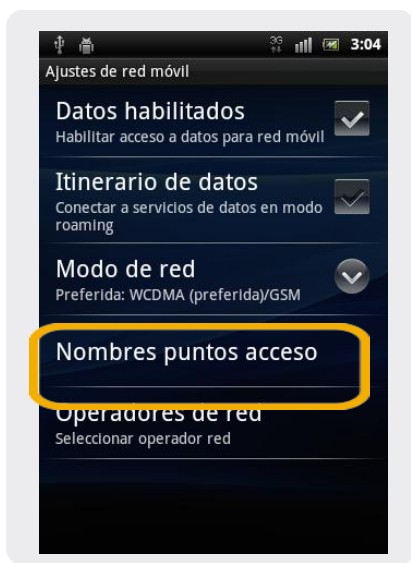 3G 3:04
Ajustes de red móvil
Datos habilitados
Habilitar acceso a datos para red móvil
Itinerario de datos
Conectar a servicios de datos en modo
roaming
Modo de red
Preferida: WCDMA (preferida)/GSM
Nombres puntos acceso
Operadores de red
Seleccionar operador red